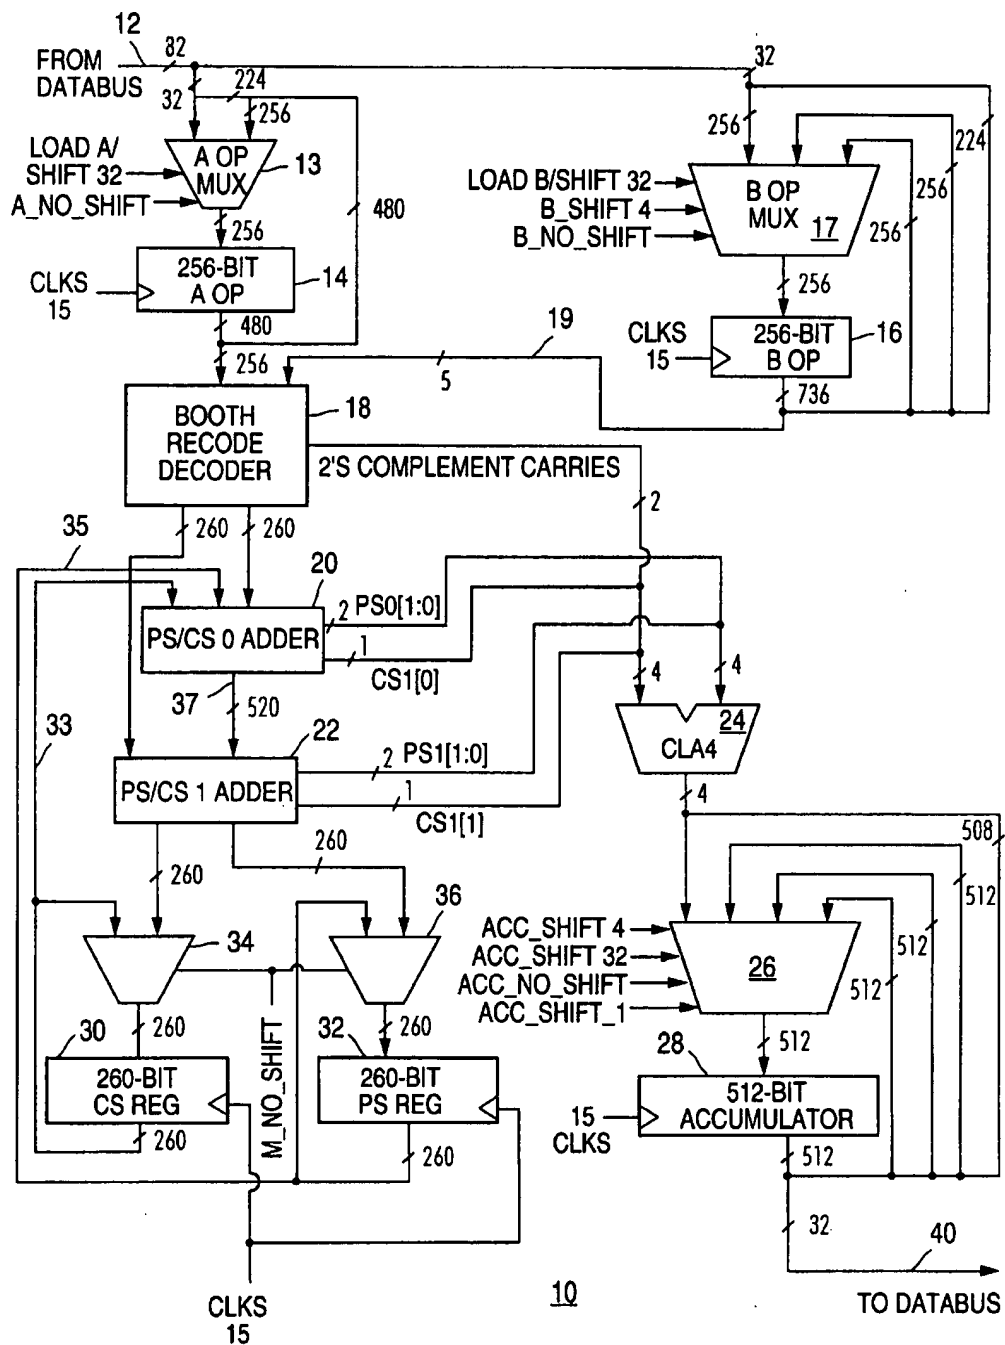 12
FROM
DATABUS
32
32
224
256
32
LOAD A/
SHIFT 32
A_NO_SHIFT
A OP
MUX
13
256
480
CLKS
15
256-BIT
A OP
14
480
256
256
224
LOAD B/SHIFT 32
B_SHIFT 4
B_NO_SHIFT
B OP
MUX
17
256
256
256
CLKS
15
256-BIT
B OP
16
736
19
5
BOOTH
RECODE
DECODER
18
2'S COMPLEMENT CARRIES
2
260
260
35
20
PS/CS 0 ADDER
2
PS0[1:0]
1
CS1[0]
37
520
33
22
PS/CS 1 ADDER
2
PS1[1:0]
1
CS1[1]
4
4
24
CLA4
4
508
260
260
34
36
M_NO_SHIFT
512
512
512
ACC_SHIFT 4
ACC_SHIFT 32
ACC_NO_SHIFT
ACC_SHIFT_1
26
512
30
260
32
260
260-BIT
CS REG
260-BIT
PS REG
260
260
28
512-BIT
ACCUMULATOR
15
CLKS
512
32
40
TO DATABUS
CLKS
15
10